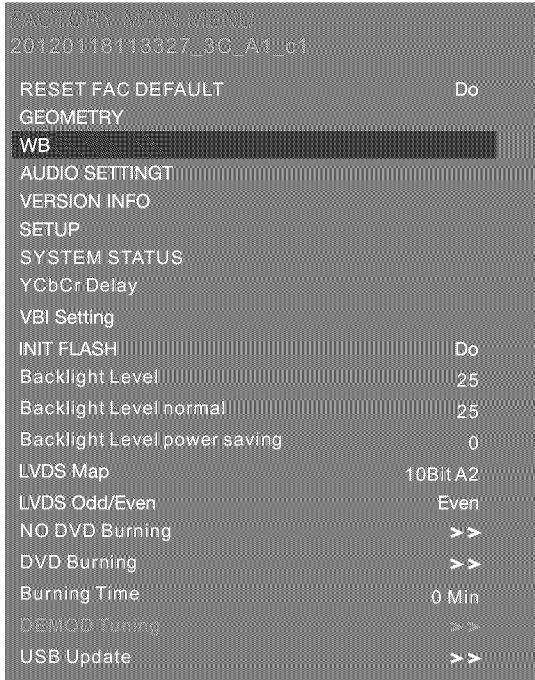 FACTORY MAIN MENU
20120118113327_3C_A1_c1
RESET FAC DEFAULT Do
GEOMETRY
WB
AUDIO SETTINGT
VERSION INFO
SETUP
SYSTEM STATUS
YCbCr Delay
VBI Setting
INIT FLASH Do
Backlight Level 25
Backlight Level normal 25
Backlight Level power saving 0
LVDS Map 10Bit A2
LVDS Odd/Even Even
NO DVD Burning >>
DVD Burning >>
Burning Time 0 Min
DEMOD Tuning >>
USB Update >>